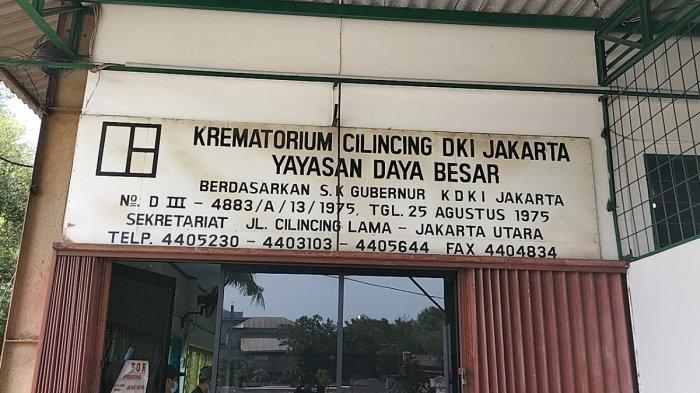 KREMATORIUM CILINCING DKI JAKARTA
YAYASAN DAYA BESAR
BERDASARKAN S.K GUBERNUR KDKI JAKARTA
No. D III - 4883/A/13/1975, TGL. 25 AGUSTUS 1975
SEKRETARIAT JL. CILINCING LAMA - JAKARTA UTARA
TELP. 4405230 - 4403103 - 4405644 FAX 4404834